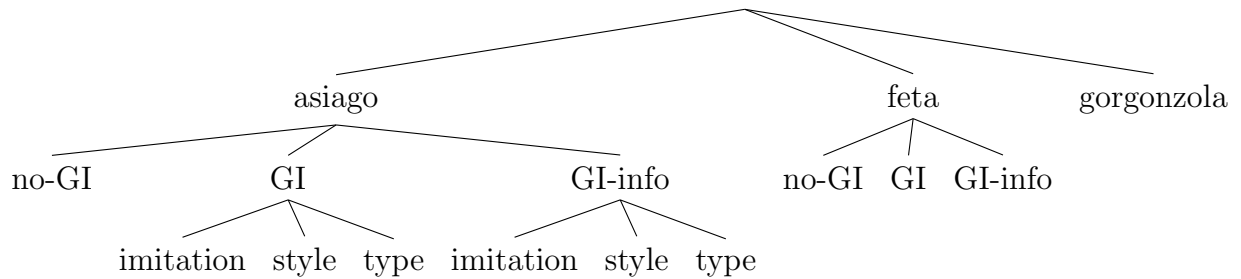 asiago feta gorgonzola
no-GI GI GI-info no-GI GI GI-info
imitation style type imitation style type